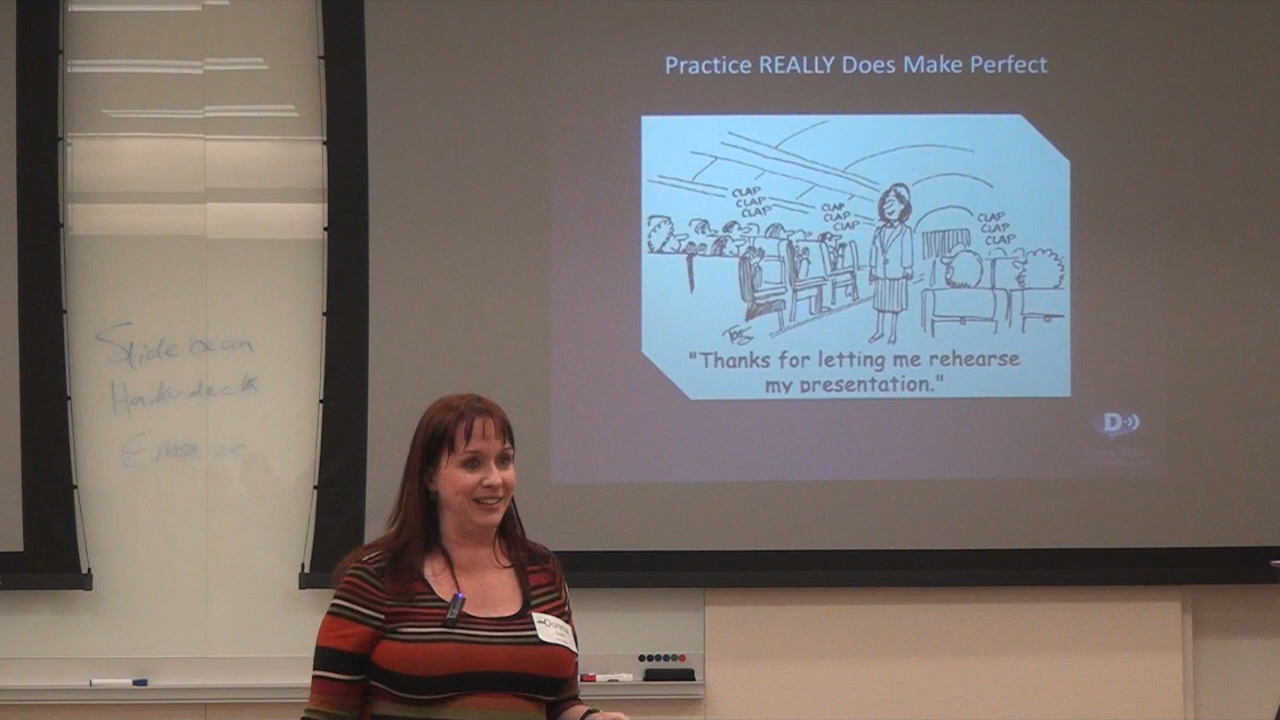 Practice REALLY Does Make Perfect
CLAP
CLAP
CLAP
CLAP
CLAP
CLAP
CLAP
CLAP
CLAP
"Thanks for letting me rehearse
my presentation."
D
Slidebean
Haikudeck
Emaze